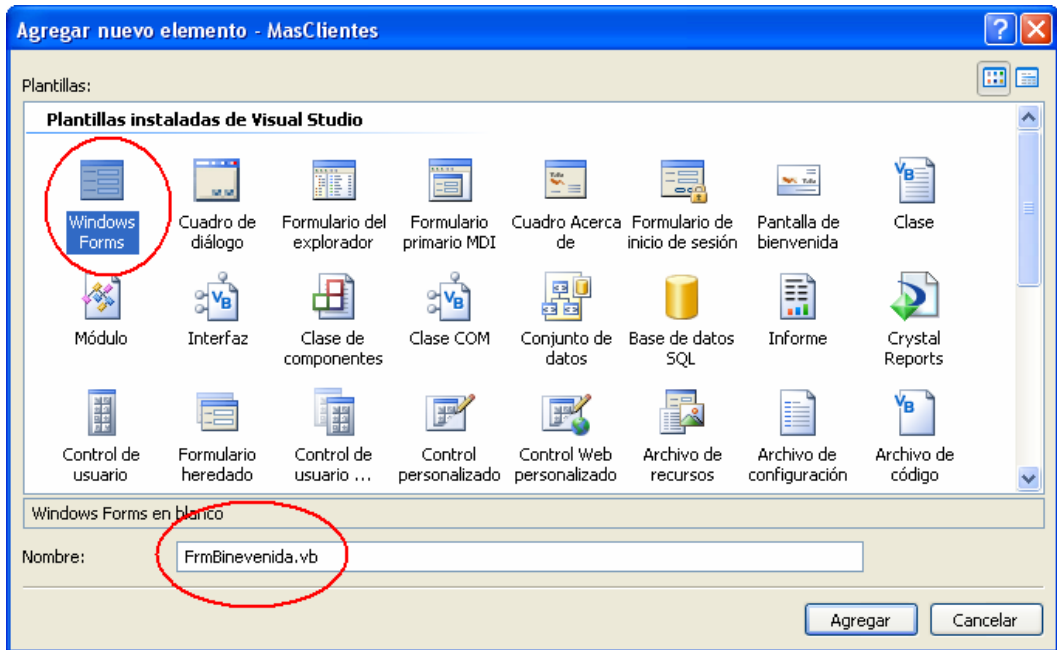 Agregar nuevo elemento - MasClientes
Plantillas:
Plantillas instaladas de Visual Studio
Windows Forms
Cuadro de diálogo
Formulario del explorador
Formulario primario MDI
Cuadro Acerca de
Formulario de inicio de sesión
Pantalla de bienvenida
Clase
Módulo
Interfaz
Clase de componentes
Clase COM
Conjunto de datos
Base de datos SQL
Informe
Crystal Reports
Control de usuario
Formulario heredado
Control de usuario ...
Control personalizado
Control Web personalizado
Archivo de recursos
Archivo de configuración
Archivo de código
Windows Forms en blanco
Nombre:
FrmBinevenida.vb
Agregar
Cancelar